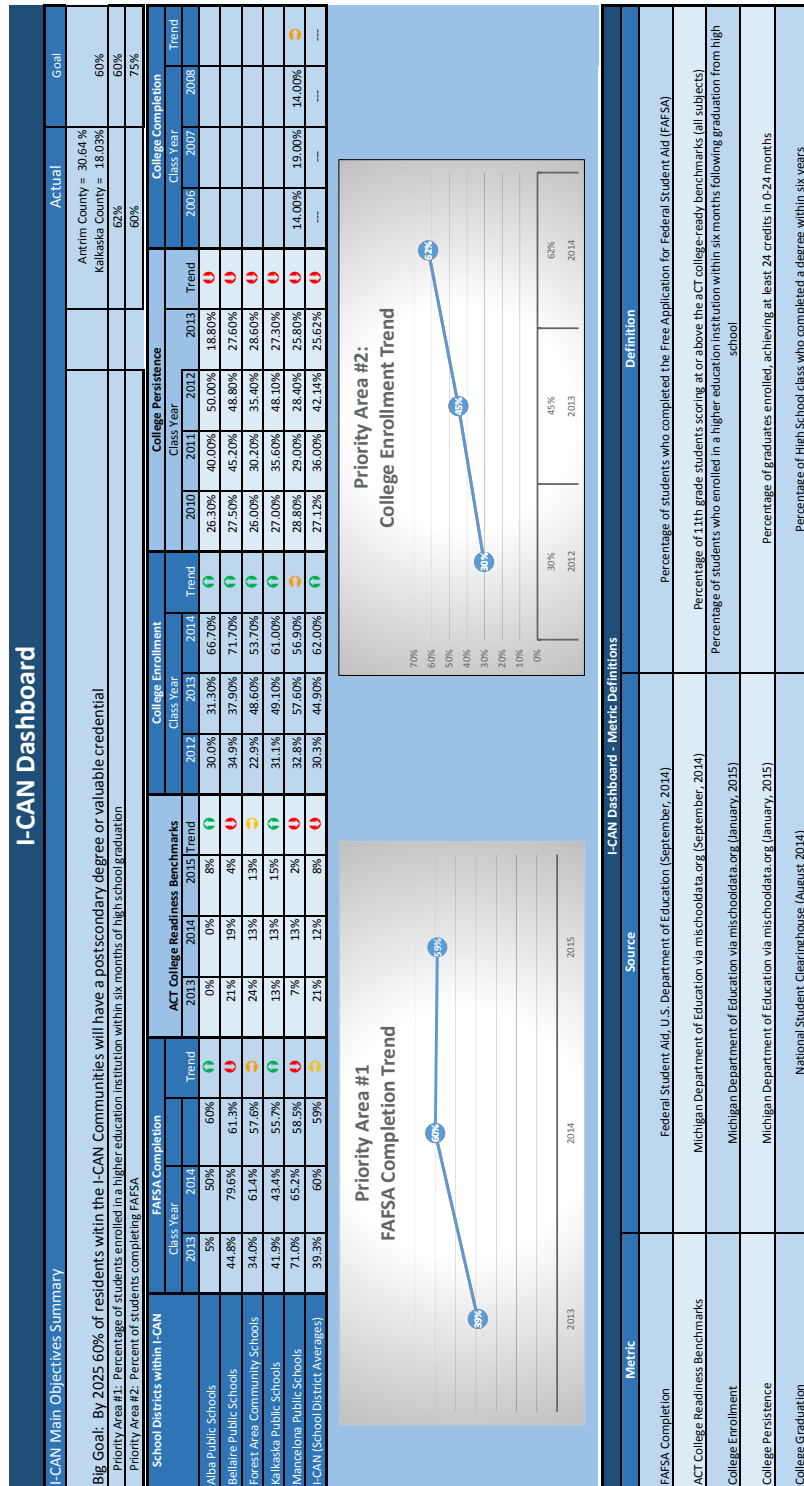 I-CAN Dashboard
I-CAN Main Objectives Summary Actual Goal
Big Goal: By 2025 60% of residents witin the I-CAN Communities will have a postscondary degree or valuable credential Antrim County = 30.64 % 60%
Kalkaska County = 18.03%
Priority Area #1: Percentage of students enrolled in a higher education institution within six months of high school graduation 62% 60%
Priority Area #2: Percent of students completing FAFSA 60% 75%
School Districts within I-CAN FAFSA Completion ACT College Readiness Benchmarks College Enrollment College Persistence College Completion
Class Year Trend Class Year Trend Class Year Trend Class Year Trend
2013 2014 2013 2014 2015 Trend 2012 2013 2014 2010 2011 2012 2013 2006 2007 2008
Alba Public Schools 5% 50% 60% 0% 0% 8% 30.0% 31.30% 66.70% 26.30% 40.00% 50.00% 18.80%
Bellaire Public Schools 44.8% 79.6% 61.3% 21% 19% 4% 34.9% 37.90% 71.70% 27.50% 45.20% 48.80% 27.60%
Forest Area Community Schools 34.0% 61.4% 57.6% 24% 13% 13% 22.9% 48.60% 53.70% 26.00% 30.20% 35.40% 28.60%
Kalkaska Public Schools 41.9% 43.4% 55.7% 13% 13% 15% 31.1% 49.10% 61.00% 27.00% 35.60% 48.10% 27.30%
Mancelona Public Schools 71.0% 65.2% 58.5% 7% 13% 2% 32.8% 57.60% 56.90% 28.80% 29.00% 28.40% 25.80% 14.00% 19.00% 14.00%
I-CAN (School District Averages) 39.3% 60% 59% 21% 12% 8% 30.3% 44.90% 62.00% 27.12% 36.00% 42.14% 25.62% --- --- --- ---
Priority Area #1
FAFSA Completion Trend
39% 60% 59%
2013 2014 2015
Priority Area #2:
College Enrollment Trend
70%
60%
50%
40%
30%
20%
10%
0%
30% 45% 62%
30% 45% 62%
2012 2013 2014
I-CAN Dashboard - Metric Definitions
Metric Source Definition
FAFSA Completion Federal Student Aid, U.S. Department of Education (September, 2014) Percentage of students who completed the Free Application for Federal Student Aid (FAFSA)
ACT College Readiness Benchmarks Michigan Department of Education via mischooldata.org (September, 2014) Percentage of 11th grade students scoring at or above the aCT college-ready benchmarks (all subjects)
College Enrollment Michigan Department of Education via mischooldata.org (January, 2015) Percentage of students who enrolled in a higher education institution within six months following graduation from high
school
College Persistence Michigan Department of Education via mischooldata.org (January, 2015) Percentage of graduates enrolled, achieving at least 24 credits in 0-24 months
College Graduation National Student Clearinghouse (August 2014) Percentage of High School class who completed a degree within six years